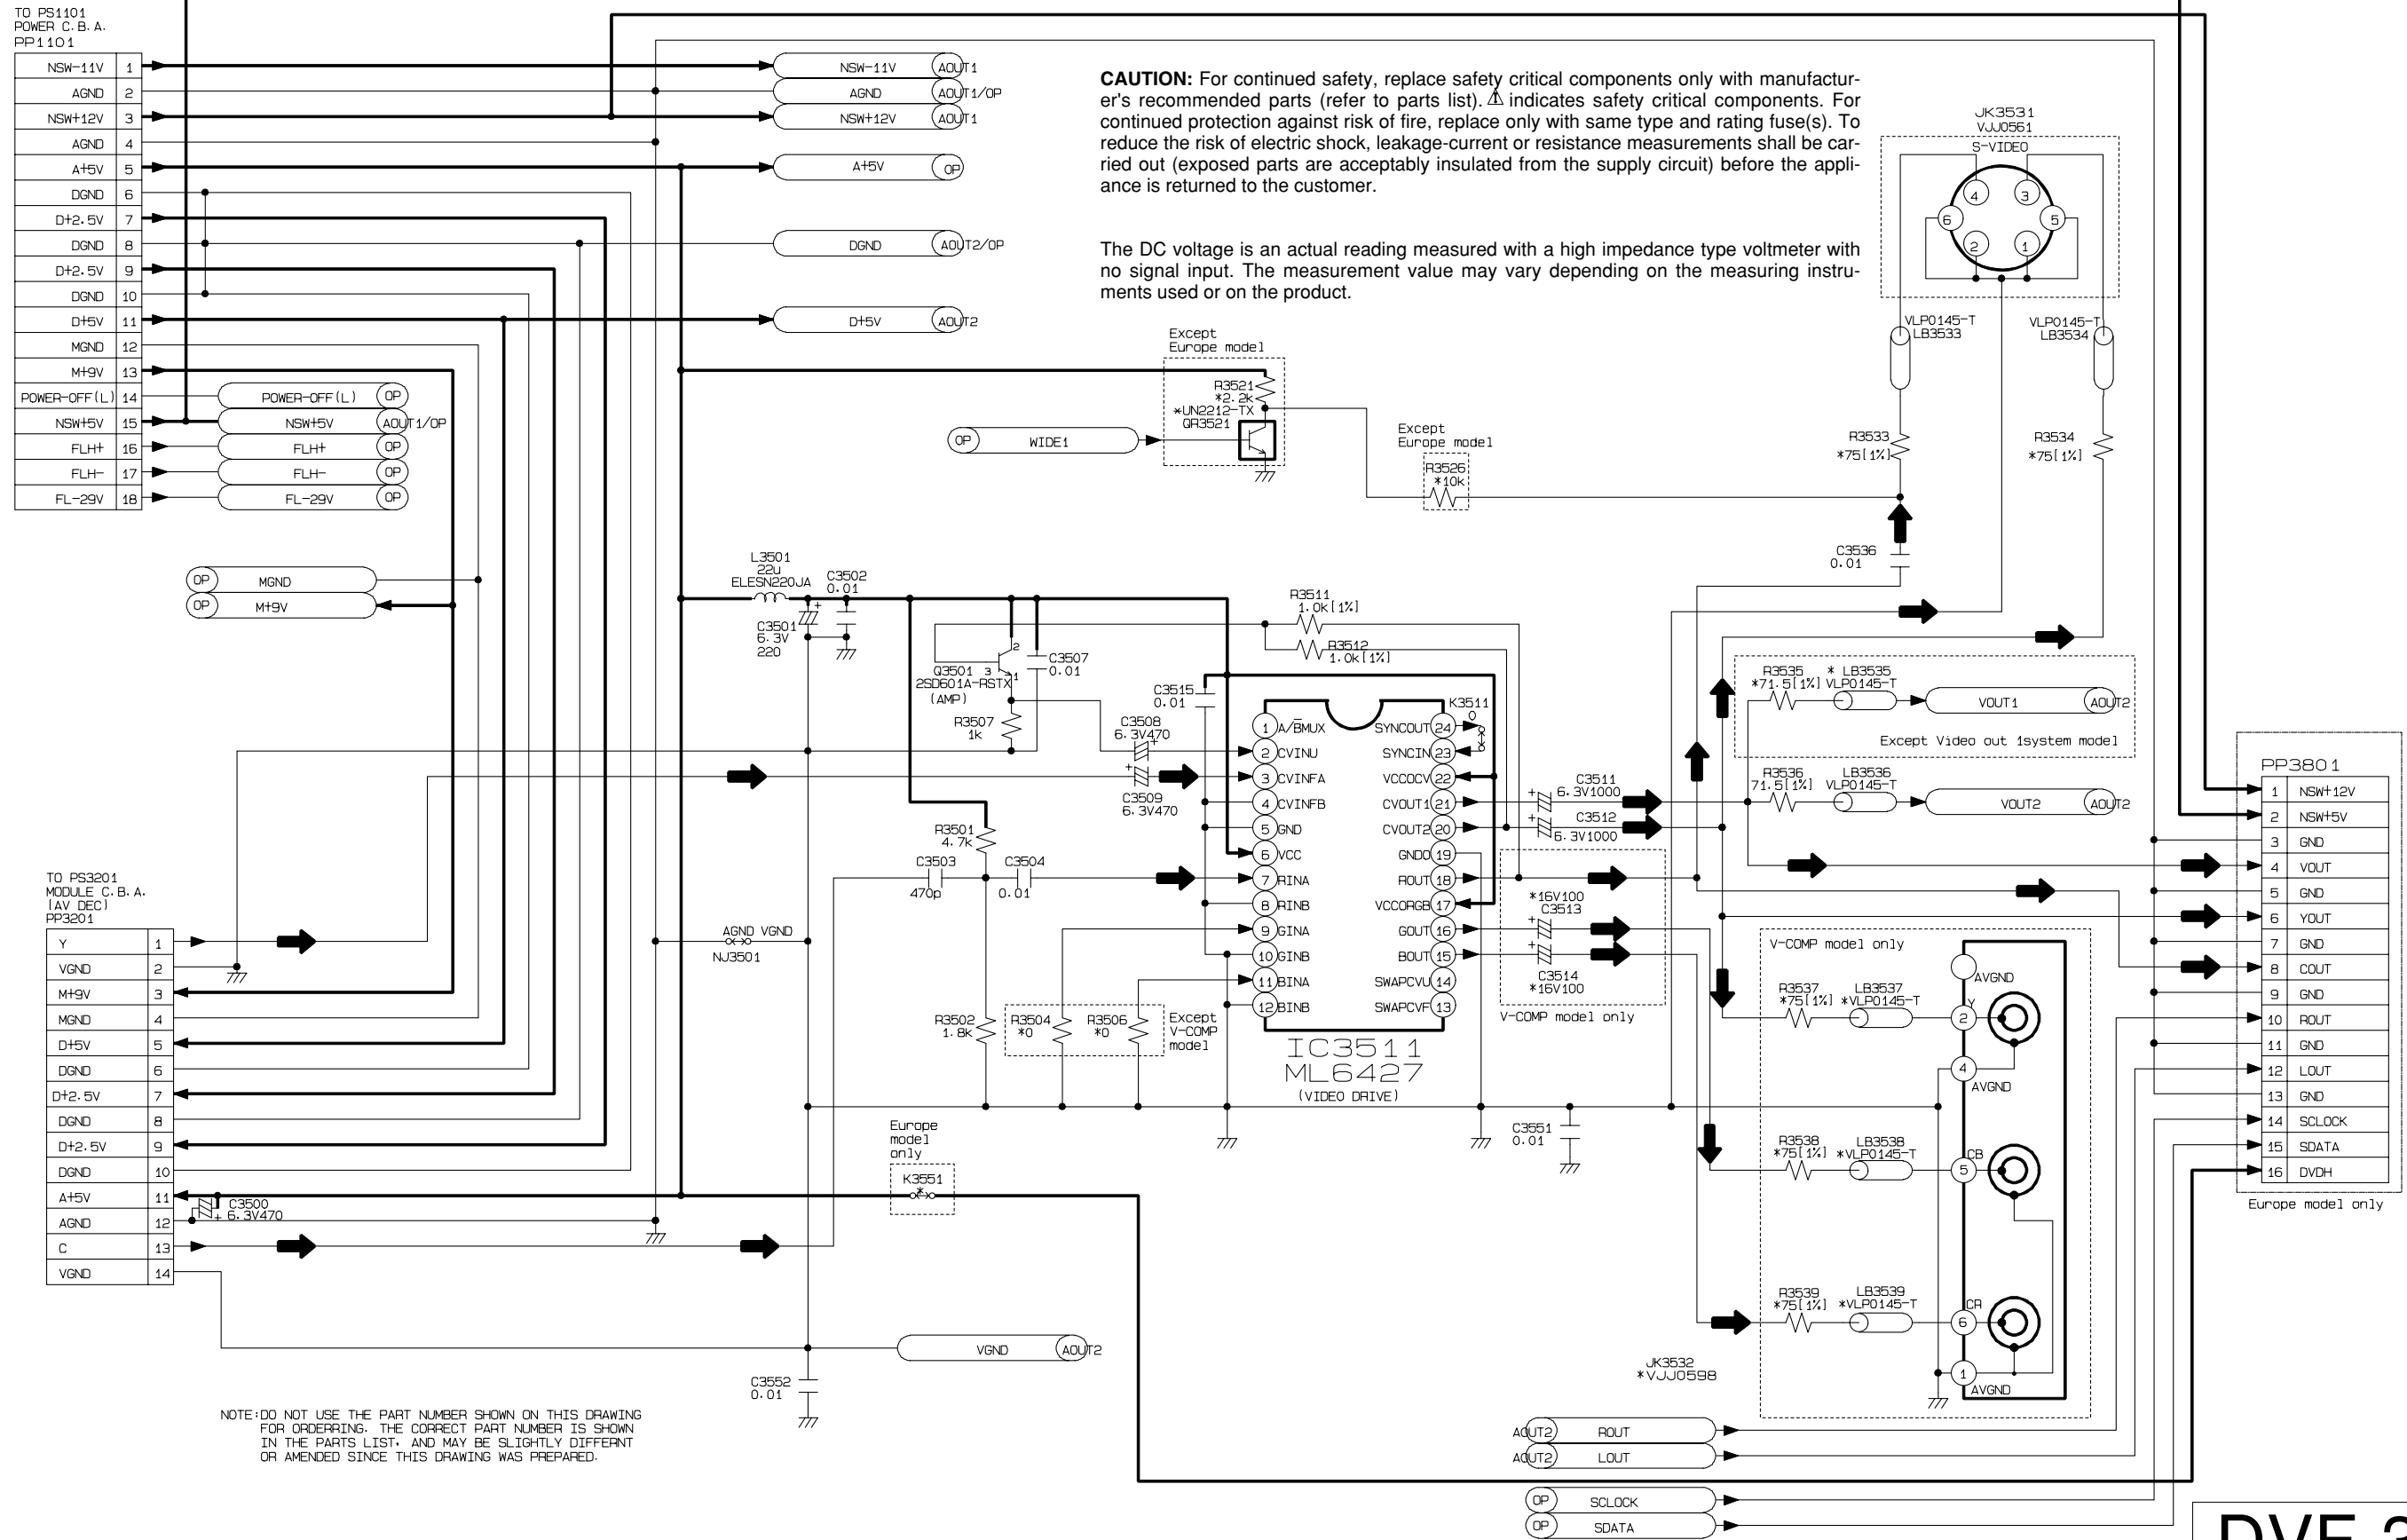 TO PS1101
POWER C.B.A.
PP1101
NSW-11V 1
AGND 2
NSW+12V 3
AGND 4
A+5V 5
DGND 6
D+2.5V 7
DGND 8
D+2.5V 9
DGND 10
D+5V 11
MGND 12
M+9V 13
POWER-OFF(L) 14
NSW+5V 15
FLH+ 16
FLH- 17
FL-29V 18
NSW-11V AOUT1
AGND AOUT1/OP
NSW+12V AOUT1
A+5V OP
DGND AOUT2/OP
D+5V AOUT2
POWER-OFF(L) OP
NSW+5V AOUT1/OP
FLH+ OP
FLH- OP
FL-29V OP
OP MGND
OP M+9V
CAUTION: For continued safety, replace safety critical components only with manufactur-
er's recommended parts (refer to parts list). ⚠ indicates safety critical components. For
continued protection against risk of fire, replace only with same type and rating fuse(s). To
reduce the risk of electric shock, leakage-current or resistance measurements shall be car-
ried out (exposed parts are acceptably insulated from the supply circuit) before the appli-
ance is returned to the customer.
The DC voltage is an actual reading measured with a high impedance type voltmeter with
no signal input. The measurement value may vary depending on the measuring instru-
ments used or on the product.
JK3531
VJJ0561
S-VIDEO
4 3
6 5
2 1
VLP0145-T
LB3533
VLP0145-T
LB3534
R3533
*75[1%]
R3534
*75[1%]
Except
Europe model
R3521
*2.2k
*UN2212-TX
QR3521
OP WIDE1
Except
Europe model
R3526
*10k
C3536
0.01
L3501
22u
ELESN220JA
C3502
0.01
+
C3501
6.3V
220
Q3501
2SD601A-RSTX
(AMP)
2
3
1
C3507
0.01
R3507
1k
R3511
1.0k[1%]
R3512
1.0k[1%]
C3515
0.01
C3508
6.3V470
+
+
C3509
6.3V470
R3501
4.7k
C3503
470p
C3504
0.01
AGND VGND
NJ3501
R3502
1.8k
R3504
*0
R3506
*0
Except
V-COMP
model
1 A/BMUX
2 CVINU
3 CVINFA
4 CVINFB
5 GND
6 VCC
7 RINA
8 RINB
9 GINA
10 GINB
11 BINA
12 BINB
SYNCOUT 24
SYNCIN 23
VCCOCV 22
CVOUT1 21
CVOUT2 20
GNDO 19
ROUT 18
VCCORGB 17
GOUT 16
BOUT 15
SWAPCVU 14
SWAPCVF 13
IC3511
ML6427
(VIDEO DRIVE)
K3511
0
C3511
+ 6.3V1000
C3512
+ 6.3V1000
*16V100
C3513
+
+
C3514
*16V100
V-COMP model only
C3551
0.01
R3535
*71.5[1%]
* LB3535
VLP0145-T
VOUT1 AOUT2
Except Video out 1system model
R3536
71.5[1%]
LB3536
VLP0145-T
VOUT2 AOUT2
V-COMP model only
R3537
*75[1%]
LB3537
*VLP0145-T
AVGND
Y
2
4
AVGND
R3538
*75[1%]
LB3538
*VLP0145-T
CB
5
R3539
*75[1%]
LB3539
*VLP0145-T
CR
6
1
AVGND
JK3532
*VJJ0598
PP3801
1 NSW+12V
2 NSW+5V
3 GND
4 VOUT
5 GND
6 YOUT
7 GND
8 COUT
9 GND
10 ROUT
11 GND
12 LOUT
13 GND
14 SCLOCK
15 SDATA
16 DVDH
Europe model only
TO PS3201
MODULE C.B.A.
(AV DEC)
PP3201
Y 1
VGND 2
M+9V 3
MGND 4
D+5V 5
DGND 6
D+2.5V 7
DGND 8
D+2.5V 9
DGND 10
A+5V 11
AGND 12
C 13
VGND 14
C3500
+ 6.3V470
Europe
model
only
K3551
*
VGND AOUT2
C3552
0.01
AOUT2 ROUT
AOUT2 LOUT
OP SCLOCK
OP SDATA
NOTE:DO NOT USE THE PART NUMBER SHOWN ON THIS DRAWING
FOR ORDERRING. THE CORRECT PART NUMBER IS SHOWN
IN THE PARTS LIST, AND MAY BE SLIGHTLY DIFFERNT
OR AMENDED SINCE THIS DRAWING WAS PREPARED.